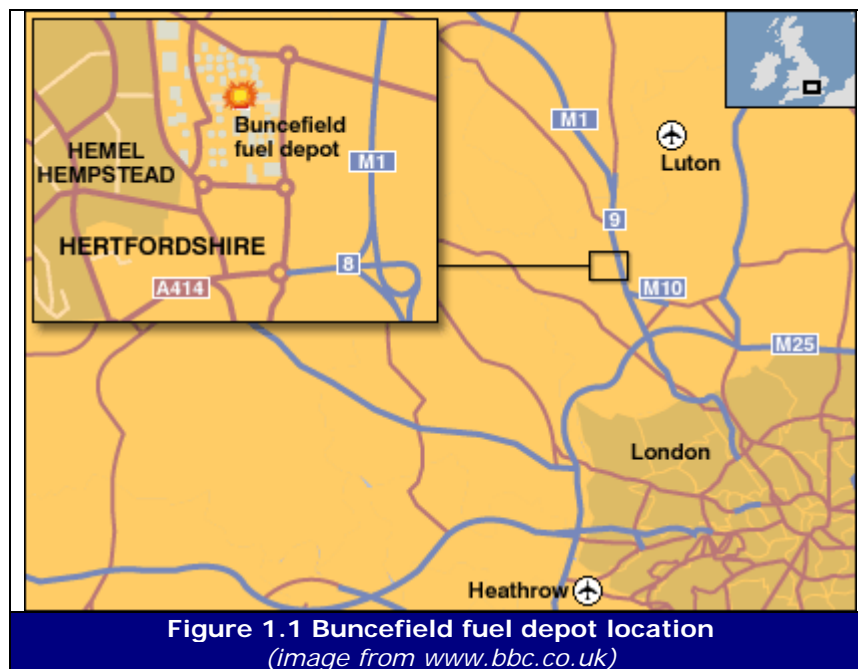 Buncefield
fuel depot
M1
HEMEL
HEMPSTEAD
HERTFORDSHIRE
8
A414
M1
Luton
9
M10
M25
London
Heathrow
Figure 1.1 Buncefield fuel depot location
(image from www.bbc.co.uk)